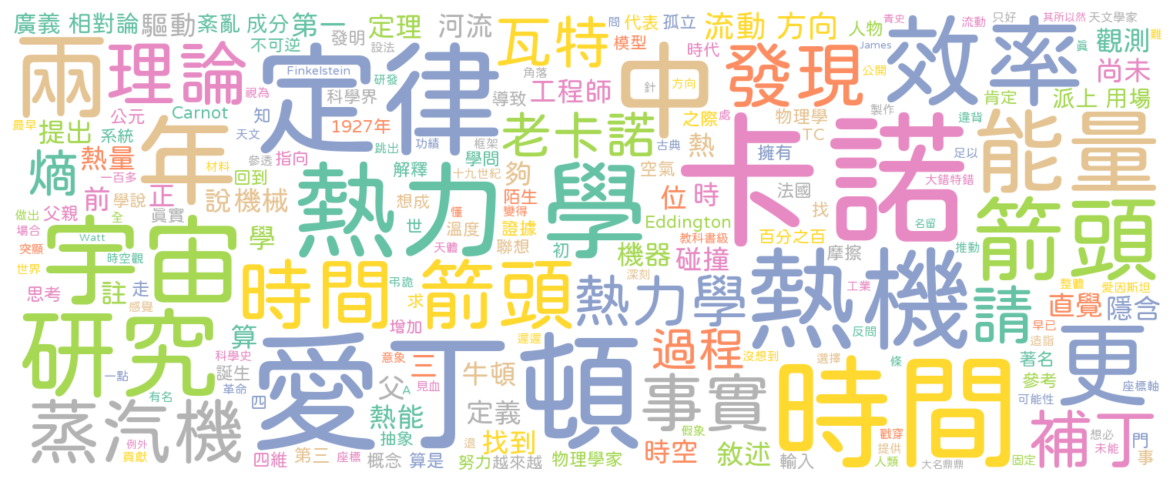 廣義 相對論 驅動 紊亂 成分 第一 定理 河流 瓦特 代表 間 孤立 流動 方向 人物 青史 流動 只好 其所以然 天文學家
不可逆 發明 模型 時代 James 公開 眞 觀測 難
兩 理論 定律 中 發現 效率
Finkelstein 研發 角落 針 方向 尚未
視為 科學界 導致 工程師 製作 肯定 派上 用場
最早 公元 Carnot 知 1927年 設法 之際 處 物理學 違背
提出 系統 天文 功績 跳出 老卡諾 古典 TC 足以
年 卡諾 能量
熵 熱量 材料 參透 指向 解釋 學問 框架 熱 擁有 大錯特錯
一百多 回到 十九世紀 夠 空氣
前 學說 正 說 機械 熱力 學 陌生 位 時 法國 箭頭
做出 父親 眞實 想成 懂 變得 Eddington 找 名留
場合 全 世 溫度 證據 教科書級 百分之百
突顯 Watt 宇宙 學 天體 聯想 初 機器 碰撞 摩擦 推動
世界 時空觀 時間 箭頭 弔詭 深刻 整體 愛因斯坦
思考 註 走 感覺 求 熱力學 熱機 工業 請 直覺 隱含
研究 算 增加 邐邐 過程 反問 早已
科學史 三 意象 沒想到 選擇 條 造詣 更
一點 誕生 愛丁頓 父 A 牛頓 事實 時間 著名
有名 革命 四 見血 可能性 參考 座標軸
蒸汽機 熱能 定義 假象 戳穿 補丁
例外 抽象 退 找到 時空 敘述 提供 想必 門
貢獻 四維 第三 座標 概念 算是 努力 越來越 物理學家 輸入 大名鼎鼎 人類 固定 未能 事